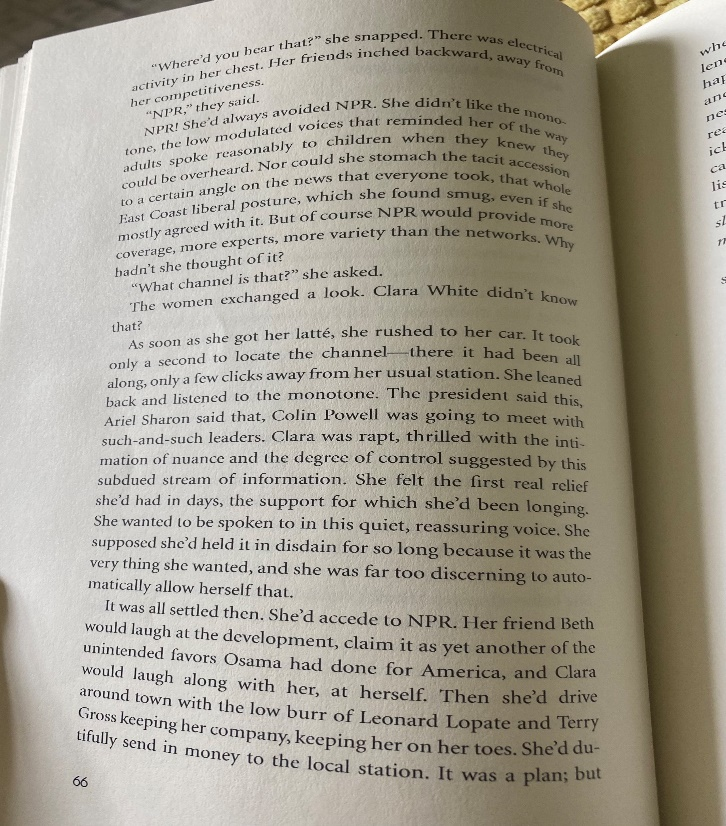 “Where’d you hear that?” she snapped. There was electrical
activity in her chest. Her friends inched backward, away from
her competitiveness.
“NPR,” they said.
NPR! She’d always avoided NPR. She didn’t like the mono-
tone, the low modulated voices that reminded her of the way
adults spoke reasonably to children when they knew they
could be overheard. Nor could she stomach the tacit accession
to a certain angle on the news that everyone took, that whole
East Coast liberal posture, which she found smug, even if she
mostly agreed with it. But of course NPR would provide more
coverage, more experts, more variety than the networks. Why
hadn’t she thought of it?
“What channel is that?” she asked.
The women exchanged a look. Clara White didn’t know
that?
As soon as she got her latté, she rushed to her car. It took
only a second to locate the channel—there it had been all
along, only a few clicks away from her usual station. She leaned
back and listened to the monotone. The president said this,
Ariel Sharon said that, Colin Powell was going to meet with
such-and-such leaders. Clara was rapt, thrilled with the inti-
mation of nuance and the degree of control suggested by this
subdued stream of information. She felt the first real relief
she’d had in days, the support for which she’d been longing.
She wanted to be spoken to in this quiet, reassuring voice. She
supposed she’d held it in disdain for so long because it was the
very thing she wanted, and she was far too discerning to auto-
matically allow herself that.
It was all settled then. She’d accede to NPR. Her friend Beth
would laugh at the development, claim it as yet another of the
unintended favors Osama had done for America, and Clara
would laugh along with her, at herself. Then she’d drive
around town with the low burr of Leonard Lopate and Terry
Gross keeping her company, keeping her on her toes. She’d du-
tifully send in money to the local station. It was a plan; but
66